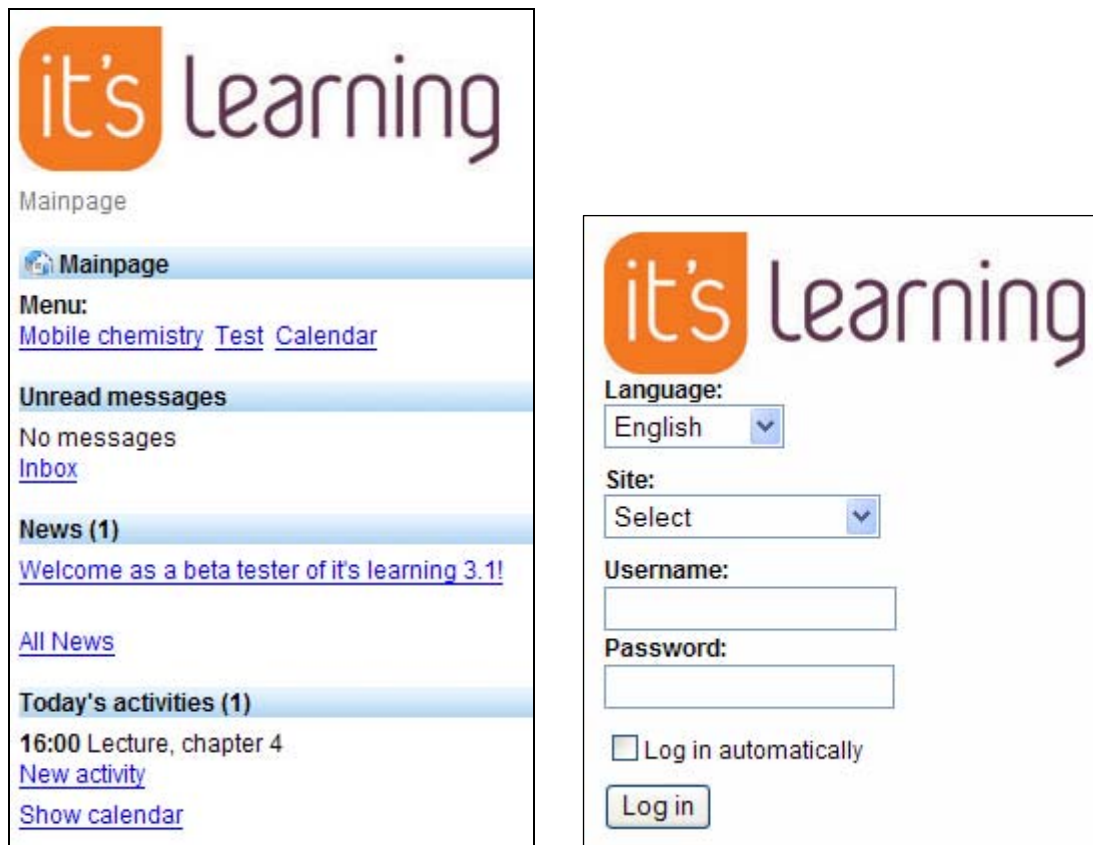 it's learning
Mainpage
Mainpage
Menu:
Mobile chemistry Test Calendar
Unread messages
No messages
Inbox
News (1)
Welcome as a beta tester of it's learning 3.1!
All News
Today's activities (1)
16:00 Lecture, chapter 4
New activity
Show calendar
it's learning
Language:
English
Site:
Select
Username:
Password:
Log in automatically
Log in